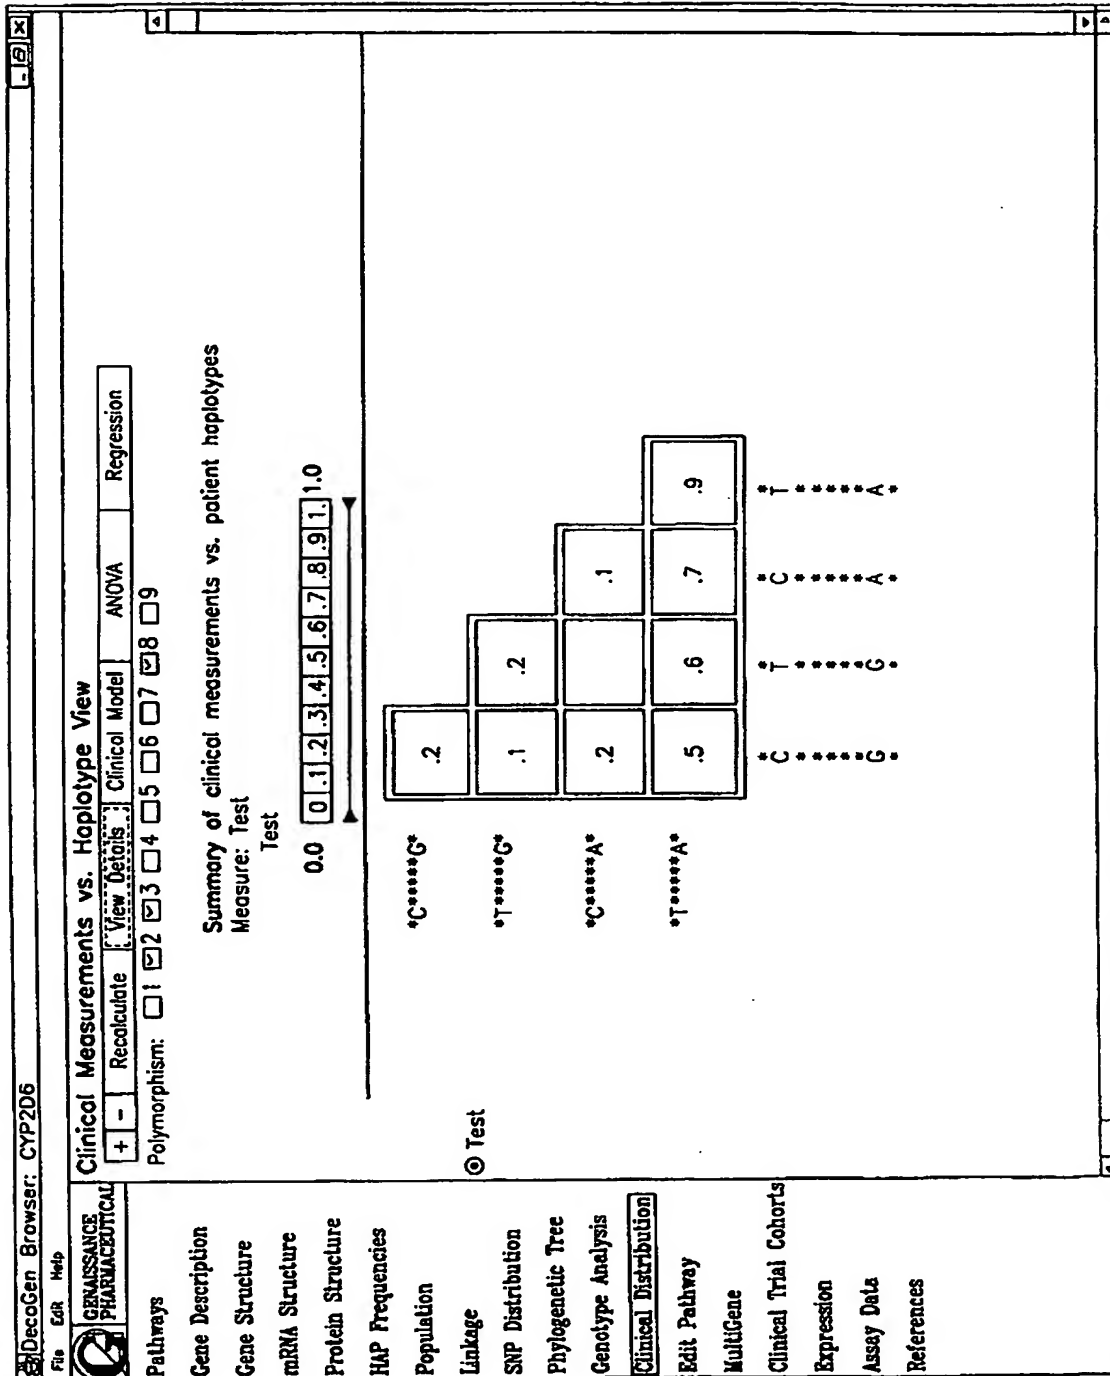 DecoGen Browser: CYP2D6
File Edit Help
GENAISSANCE
PHARMACEUTICAL
Pathways
Gene Description
Gene Structure
mRNA Structure
Protein Structure
HAP Frequencies
Population
Linkage
SNP Distribution
Phylogenetic Tree
Genotype Analysis
Clinical Distribution
Edit Pathway
MultiGene
Clinical Trial Cohorts
Expression
Assay Data
References
Clinical Measurements vs. Haplotype View
+ - Recalculate View Details Clinical Model ANOVA Regression
Polymorphism: 1 2 3 4 5 6 7 8 9
Summary of clinical measurements vs. patient haplotypes
Measure: Test
Test
0.0 0 .1 .2 .3 .4 .5 .6 .7 .8 .9 1. 1.0
Test
*C*****G* .2
*T*****G* .1 .2
*C*****A* .2 .1
*T*****A* .5 .6 .7 .9
*C*****G* *T*****G* *C*****A* *T*****A*